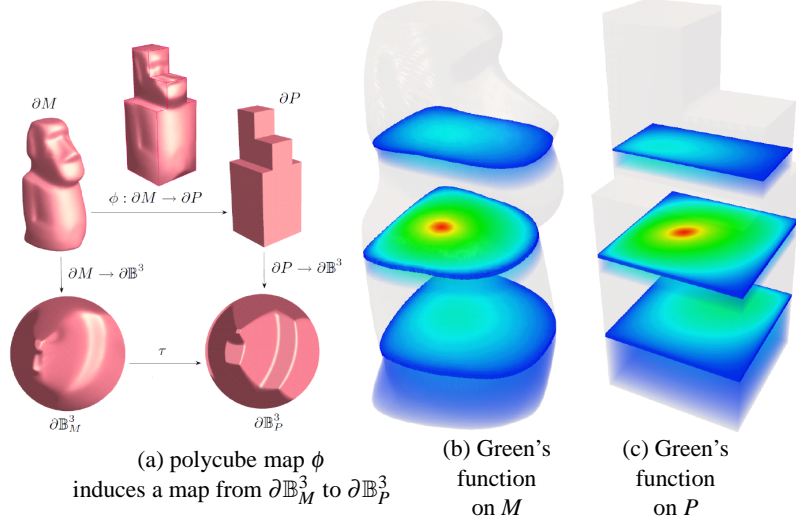 ∂M
∂P
ϕ : ∂M → ∂P
∂M → ∂𝔹³
∂P → ∂𝔹³
τ
∂𝔹³_M
∂𝔹³_P
(a) polycube map ϕ
induces a map from ∂𝔹³_M to ∂𝔹³_P
(b) Green's
function
on M
(c) Green's
function
on P